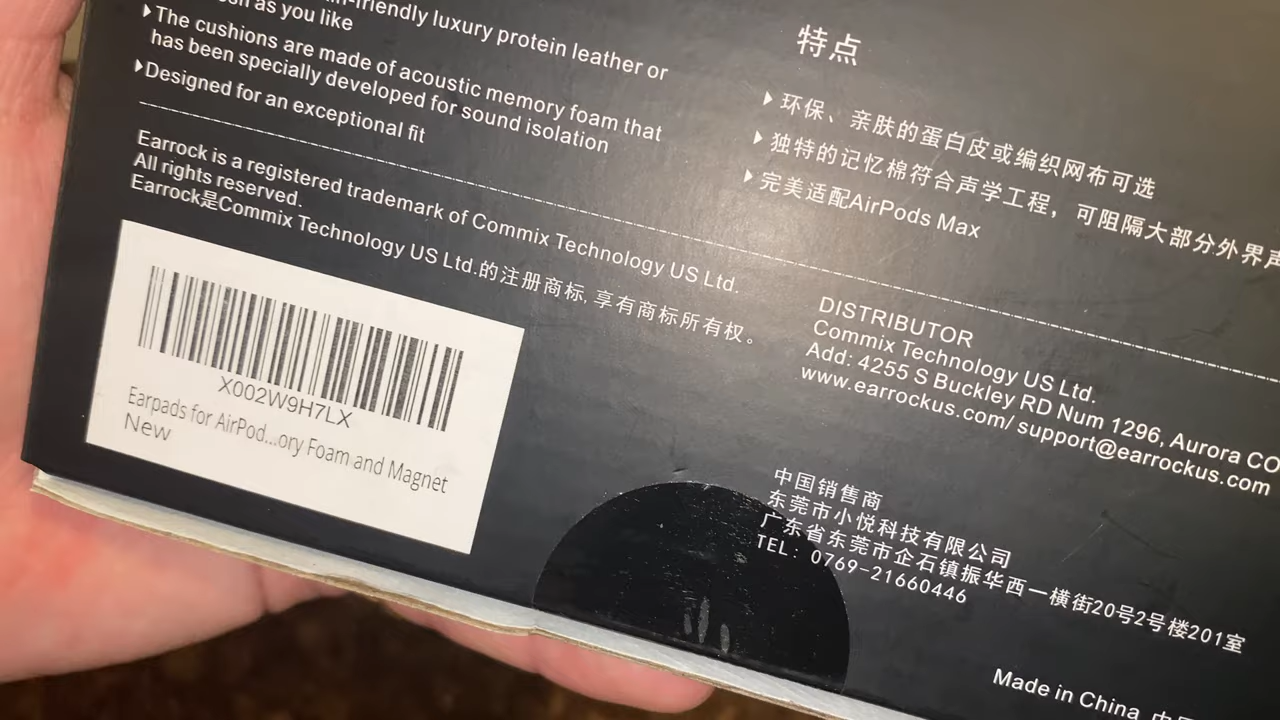 -friendly luxury protein leather or
as you like
▸The cushions are made of acoustic memory foam that
has been specially developed for sound isolation
▸Designed for an exceptional fit
Earrock is a registered trademark of Commix Technology US Ltd.
All rights reserved.
Earrock是Commix Technology US Ltd.的注册商标,享有商标所有权。
X002W9H7LX
Earpads for AirPod...ory Foam and Magnet
New
特点
▸环保、亲肤的蛋白皮或编织网布可选
▸独特的记忆棉符合声学工程，可阻隔大部分外界声
▸完美适配AirPods Max
DISTRIBUTOR
Commix Technology US Ltd.
Add: 4255 S Buckley RD Num 1296, Aurora CO
www.earrockus.com/ support@earrockus.com
中国销售商
东莞市小悦科技有限公司
广东省东莞市企石镇振华西一横街20号2号楼201室
TEL: 0769-21660446
Made in China 中